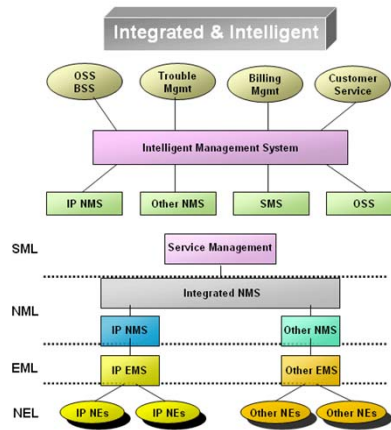 Integrated & Intelligent
OSS
BSS
Trouble
Mgmt
Billing
Mgmt
Customer
Service
Intelligent Management System
IP NMS
Other NMS
SMS
OSS
SML
Service Management
Integrated NMS
NML
IP NMS
Other NMS
EML
IP EMS
Other EMS
NEL
IP NEs
IP NEs
Other NEs
Other NEs